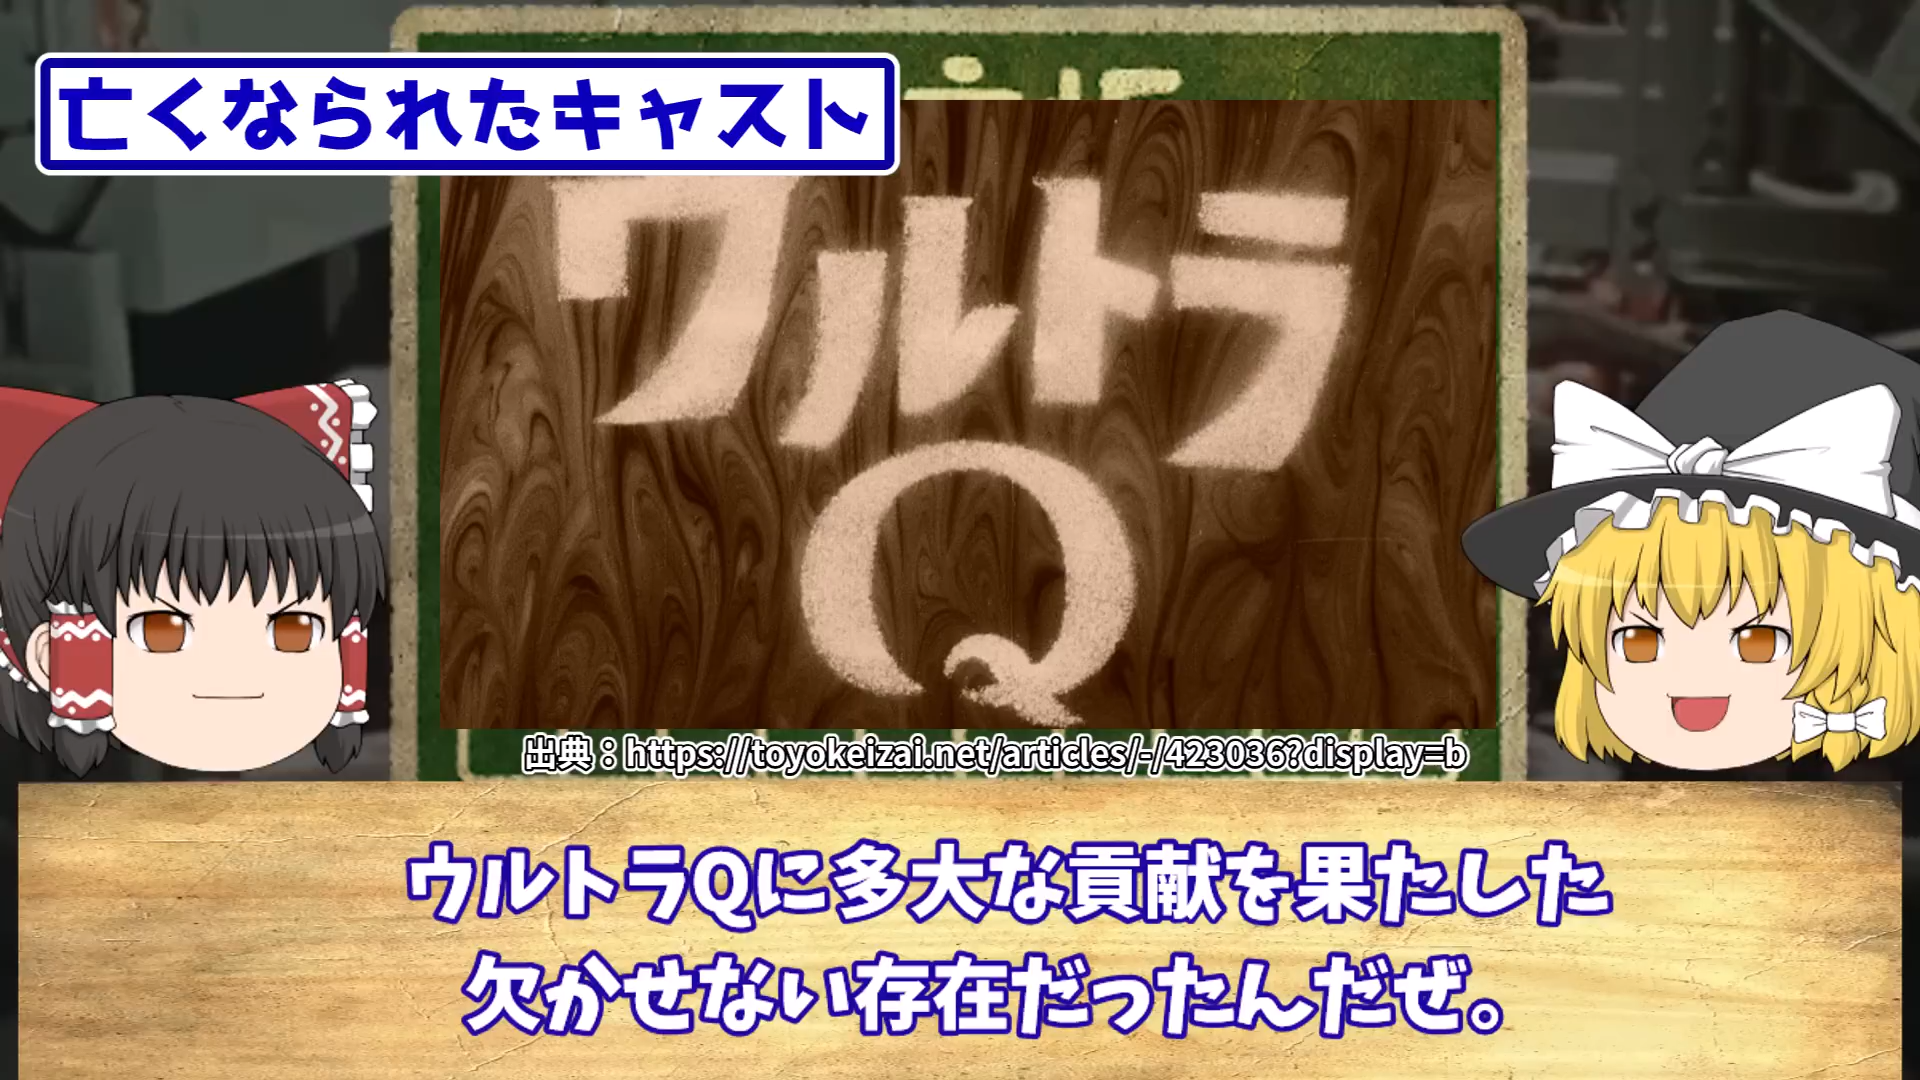 亡くなられたキャスト
ウルトラ
Q
出典：https://toyokeizai.net/articles/-/423036?display=b
ウルトラQに多大な貢献を果たした
欠かせない存在だったんだぜ。